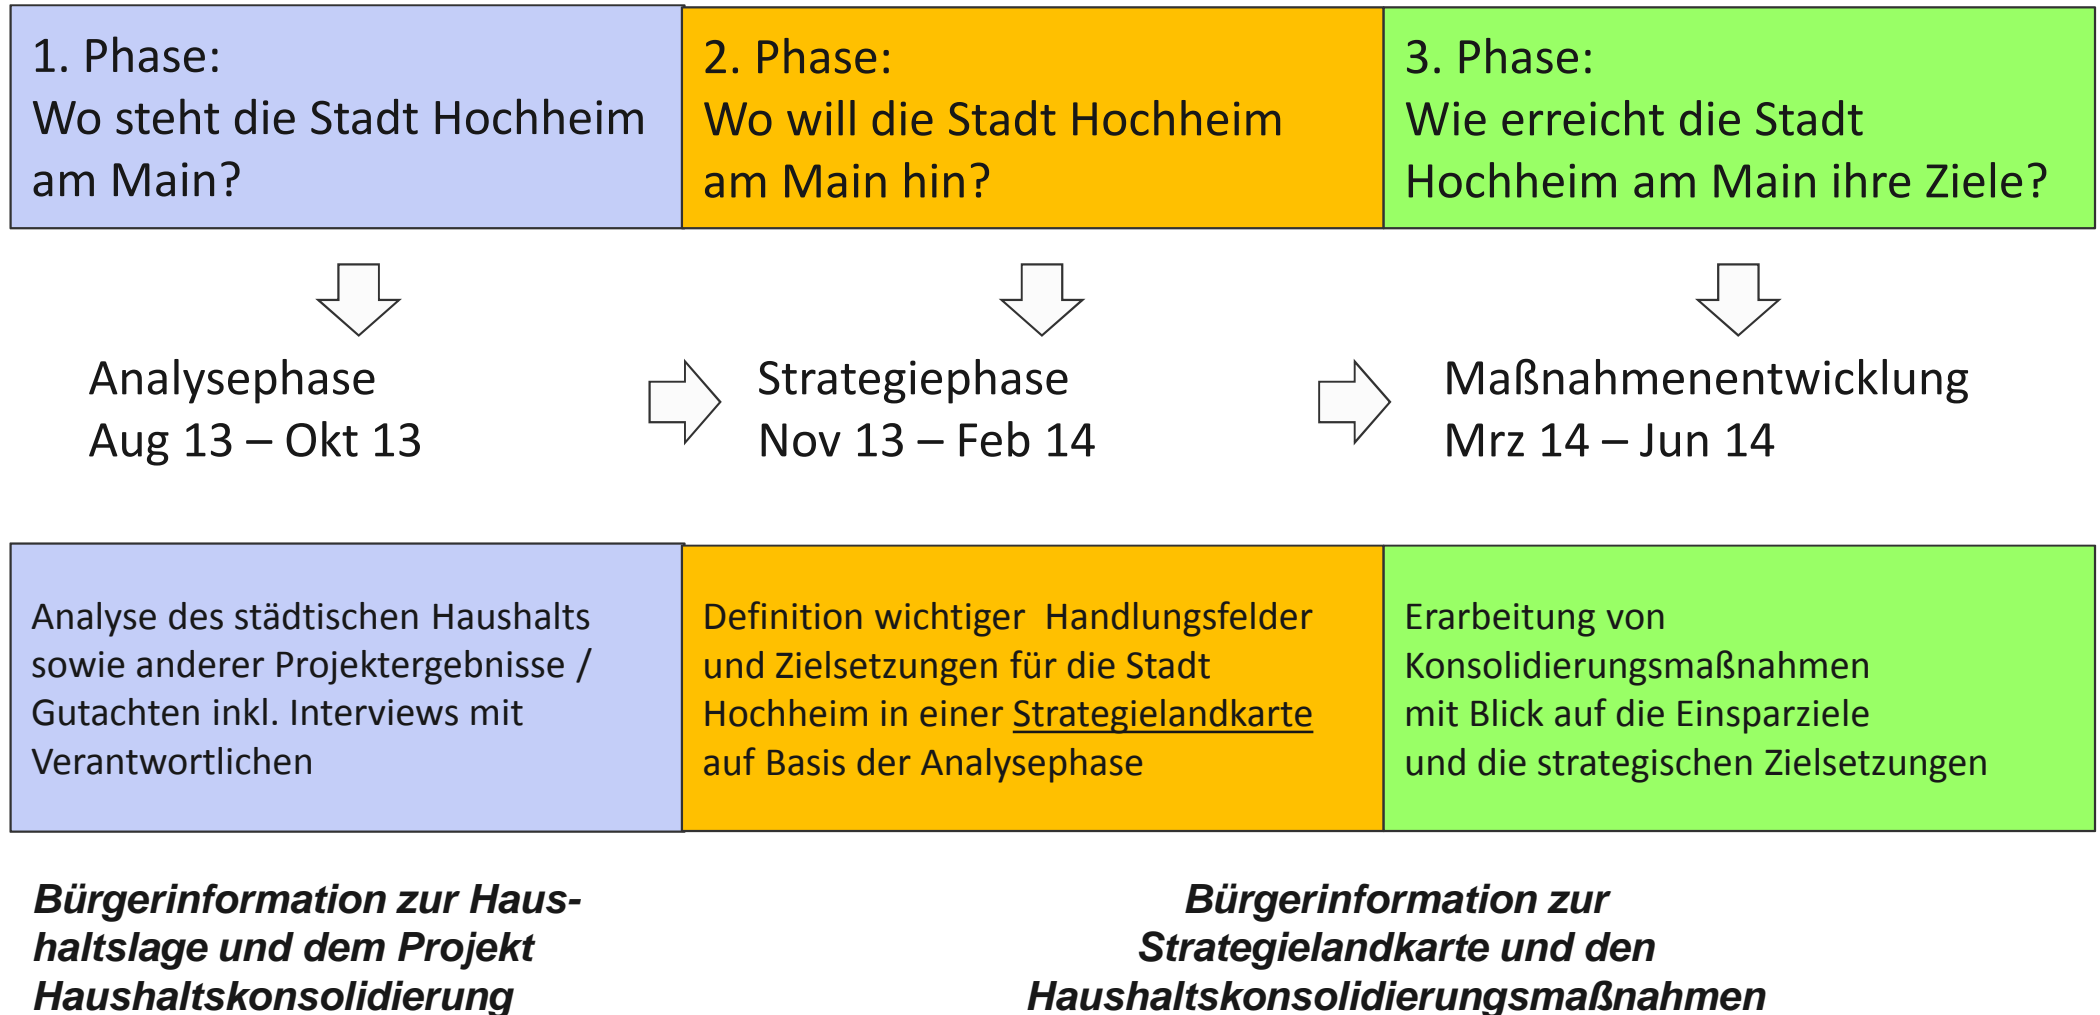 1. Phase:
Wo steht die Stadt Hochheim
am Main?
2. Phase:
Wo will die Stadt Hochheim
am Main hin?
3. Phase:
Wie erreicht die Stadt
Hochheim am Main ihre Ziele?
Analysephase
Aug 13 – Okt 13
Strategiephase
Nov 13 – Feb 14
Maßnahmenentwicklung
Mrz 14 – Jun 14
Analyse des städtischen Haushalts
sowie anderer Projektergebnisse /
Gutachten inkl. Interviews mit
Verantwortlichen
Definition wichtiger Handlungsfelder
und Zielsetzungen für die Stadt
Hochheim in einer Strategielandkarte
auf Basis der Analysephase
Erarbeitung von
Konsolidierungsmaßnahmen
mit Blick auf die Einsparziele
und die strategischen Zielsetzungen
Bürgerinformation zur Haus-
haltslage und dem Projekt
Haushaltskonsolidierung
Bürgerinformation zur
Strategielandkarte und den
Haushaltskonsolidierungsmaßnahmen